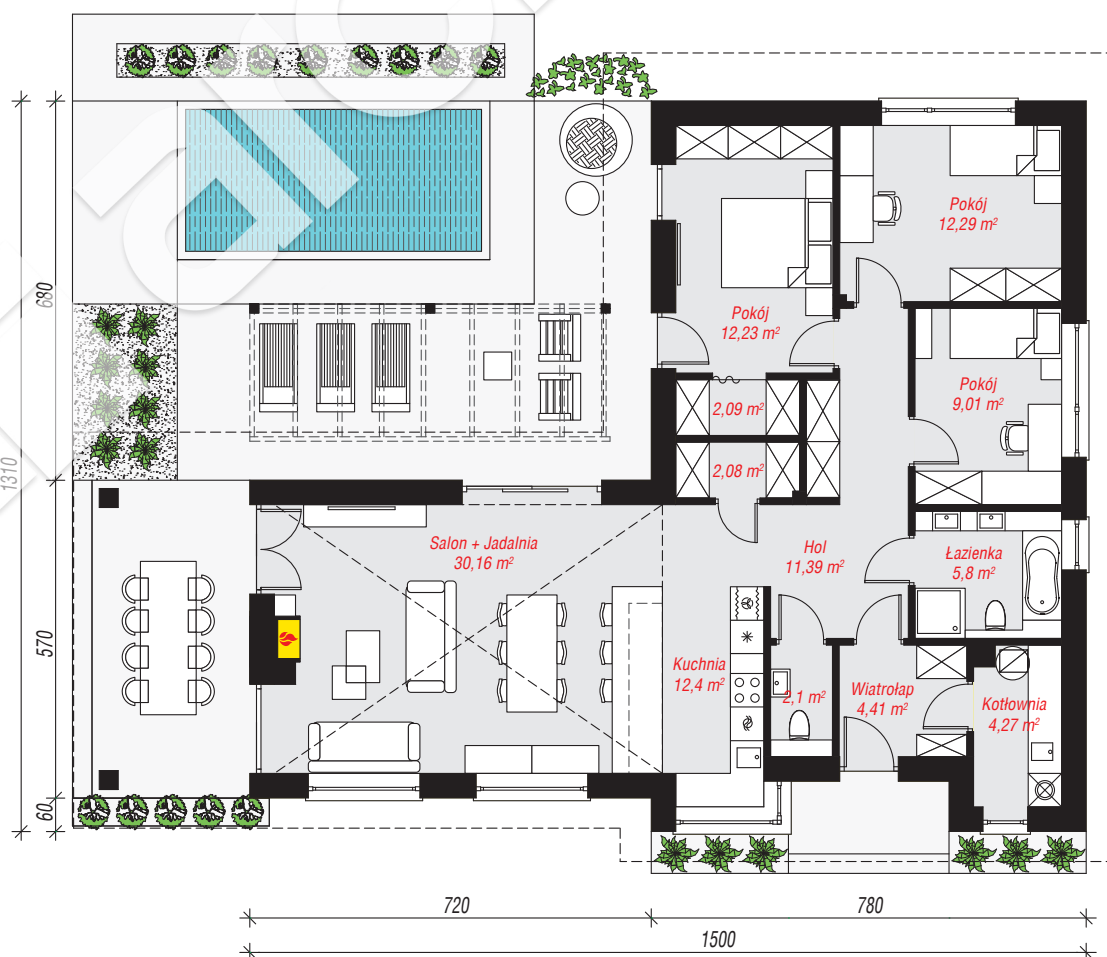 Pokój
12,29 m²
Pokój
12,23 m²
Pokój
9,01 m²
2,09 m²
2,08 m²
Salon + Jadalnia
30,16 m²
Hol
11,39 m²
Łazienka
5,8 m²
Kuchnia
12,4 m²
2,1 m²
Wiatrołap
4,41 m²
Kotłownia
4,27 m²
680
1310
570
60
720
780
1500